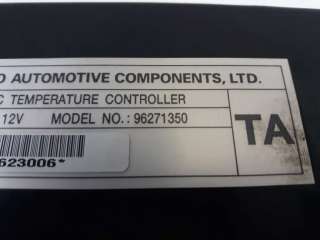 O AUTOMOTIVE COMPONENTS, LTD.
C TEMPERATURE CONTROLLER
12V MODEL NO.: 96271350
TA
623006*